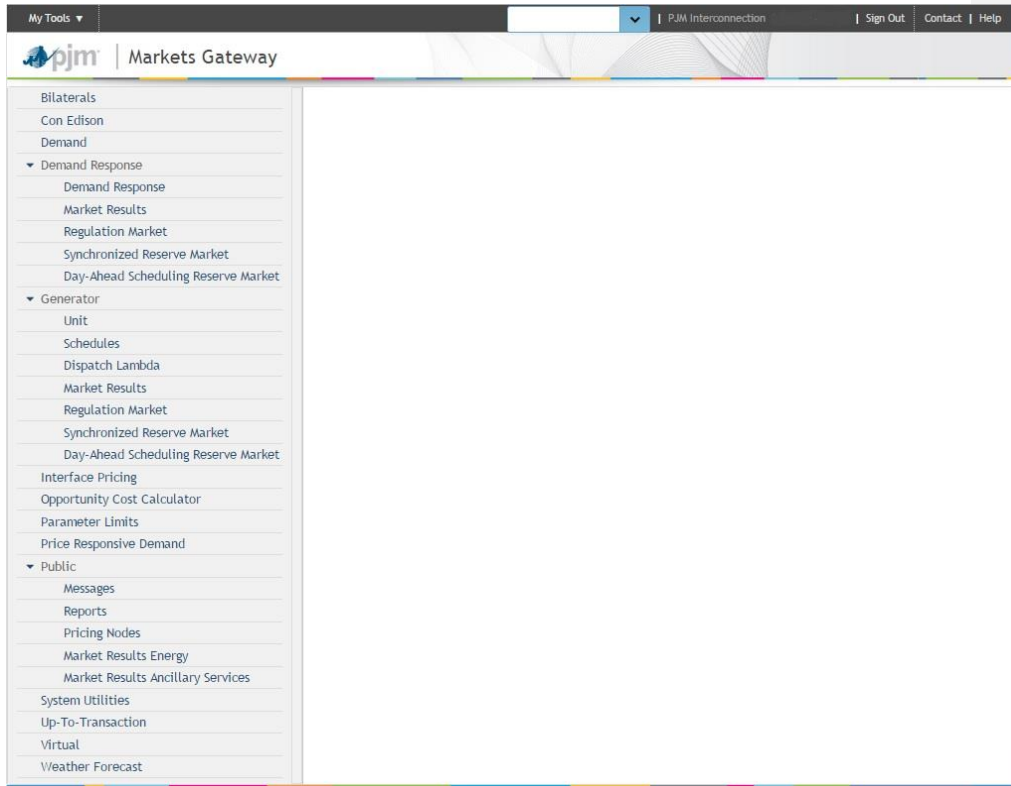 My Tools ▼ | PJM Interconnection | Sign Out Contact | Help
pjm | Markets Gateway
Bilaterals
Con Edison
Demand
Demand Response
Demand Response
Market Results
Regulation Market
Synchronized Reserve Market
Day-Ahead Scheduling Reserve Market
Generator
Unit
Schedules
Dispatch Lambda
Market Results
Regulation Market
Synchronized Reserve Market
Day-Ahead Scheduling Reserve Market
Interface Pricing
Opportunity Cost Calculator
Parameter Limits
Price Responsive Demand
Public
Messages
Reports
Pricing Nodes
Market Results Energy
Market Results Ancillary Services
System Utilities
Up-To-Transaction
Virtual
Weather Forecast